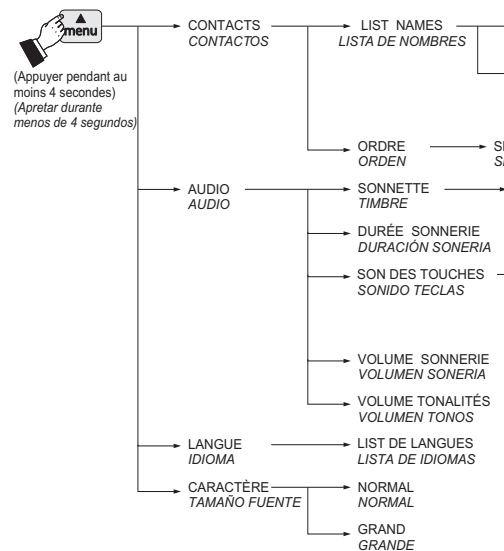 menu
(Appuyer pendant au
moins 4 secondes)
(Apretar durante
menos de 4 segundos)
CONTACTS
CONTACTOS
LIST NAMES
LISTA DE NOMBRES
ORDRE
ORDEN
AUDIO
AUDIO
SONNETTE
TIMBRE
DURÉE SONNERIE
DURACIÓN SONERIA
SON DES TOUCHES
SONIDO TECLAS
VOLUME SONNERIE
VOLUMEN SONERIA
VOLUME TONALITÉS
VOLUMEN TONOS
LANGUE
IDIOMA
LIST DE LANGUES
LISTA DE IDIOMAS
CARACTÈRE
TAMAÑO FUENTE
NORMAL
NORMAL
GRAND
GRANDE